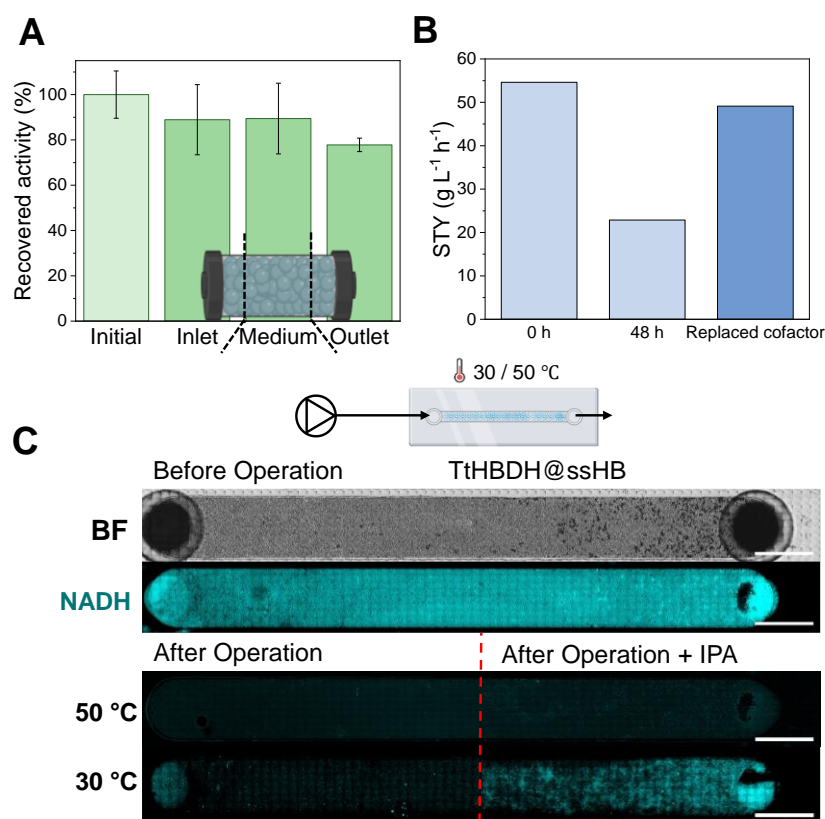 A
Recovered activity (%)
100
80
60
40
20
0
Initial
Inlet
Medium
Outlet
B
STY (g L⁻¹ h⁻¹)
60
50
40
30
20
10
0
0 h
48 h
Replaced cofactor
30 / 50 °C
C
Before Operation
TtHBDH@ssHB
BF
NADH
After Operation
After Operation + IPA
50 °C
30 °C